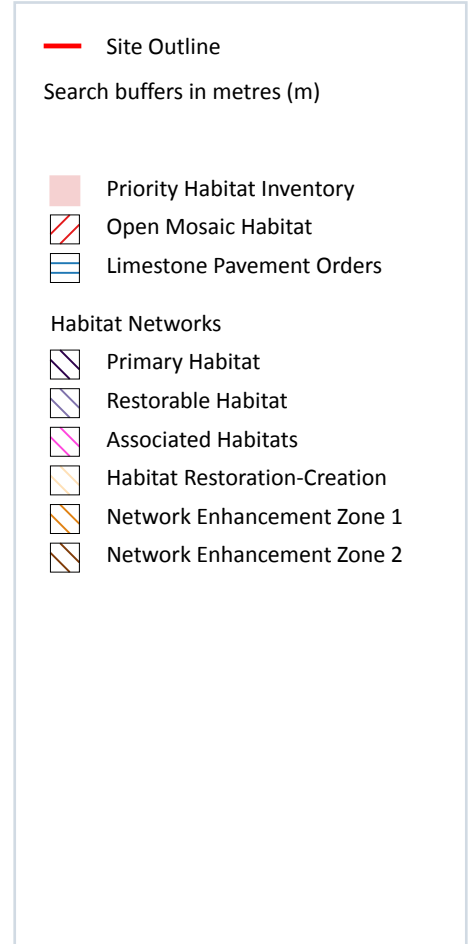 Site Outline
Search buffers in metres (m)
Priority Habitat Inventory
Open Mosaic Habitat
Limestone Pavement Orders
Habitat Networks
Primary Habitat
Restorable Habitat
Associated Habitats
Habitat Restoration-Creation
Network Enhancement Zone 1
Network Enhancement Zone 2